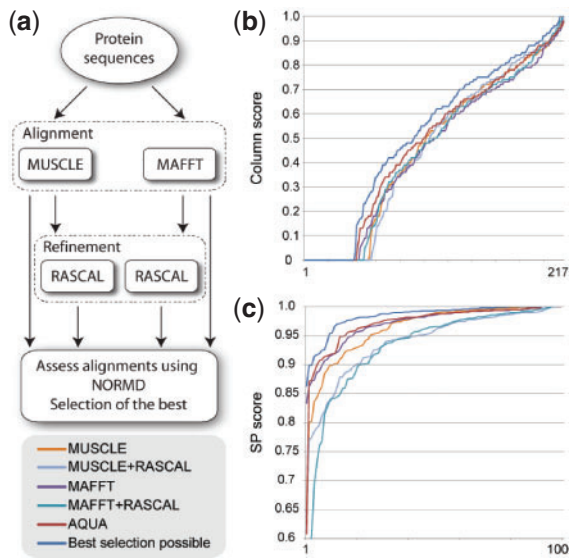 (a)
Protein
sequences
Alignment
MUSCLE
MAFFT
Refinement
RASCAL
RASCAL
Assess alignments using
NORMD
Selection of the best
MUSCLE
MUSCLE+RASCAL
MAFFT
MAFFT+RASCAL
AQUA
Best selection possible
(b)
Column score
1.0
0.9
0.8
0.7
0.6
0.5
0.4
0.3
0.2
0.1
0
1
217
(c)
SP score
1.0
0.95
0.9
0.85
0.8
0.75
0.7
0.65
0.6
1
100